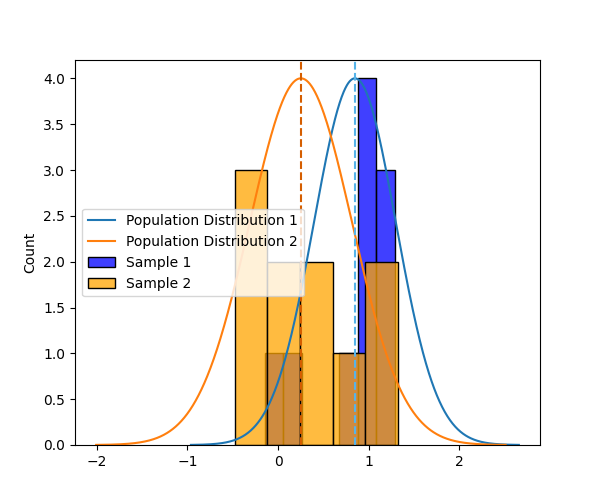 4.0
3.5
3.0
2.5
2.0
1.5
1.0
0.5
0.0
Count
Population Distribution 1
Population Distribution 2
Sample 1
Sample 2
−2 −1 0 1 2